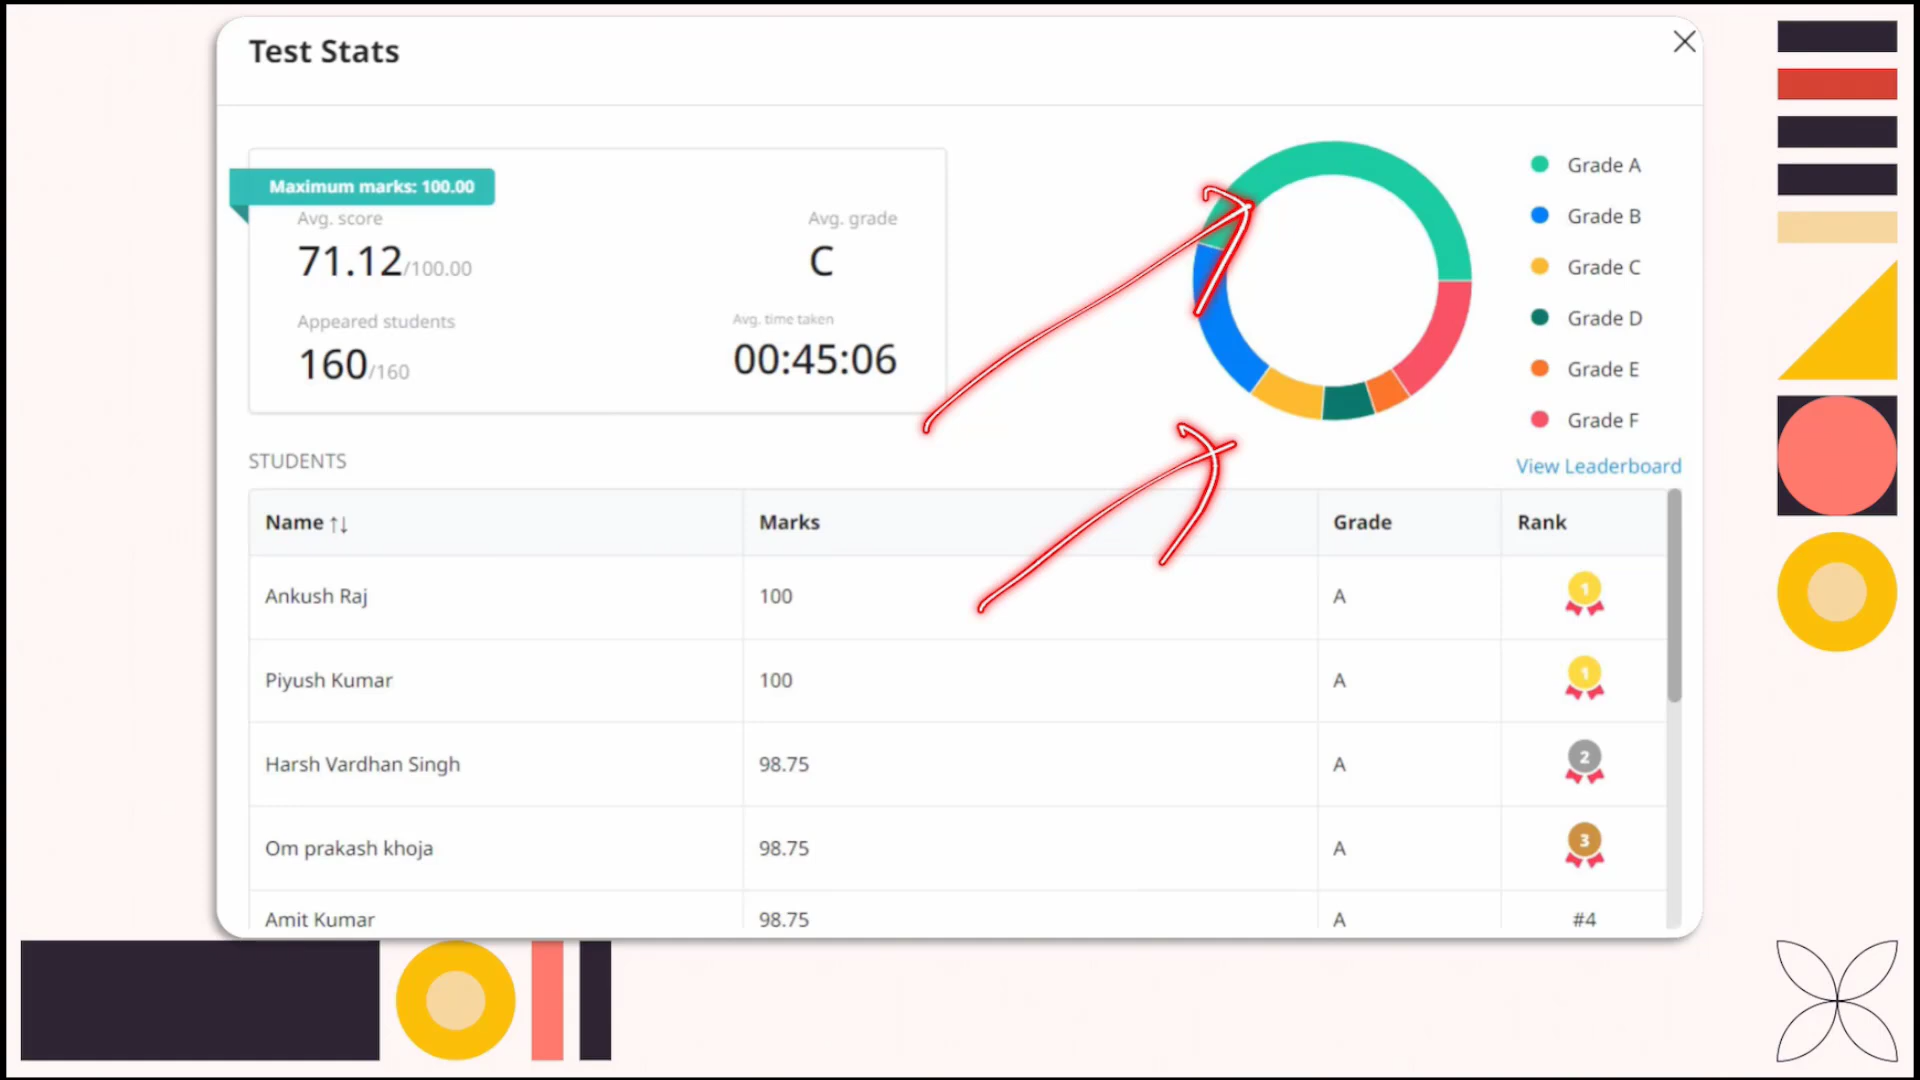 Test Stats
Maximum marks: 100.00
Avg. score
Avg. grade
71.12/100.00
C
Appeared students
Avg. time taken
160/160
00:45:06
Grade A
Grade B
Grade C
Grade D
Grade E
Grade F
STUDENTS
View Leaderboard
Name ↑↓ Marks Grade Rank
Ankush Raj 100 A 1
Piyush Kumar 100 A 1
Harsh Vardhan Singh 98.75 A 2
Om prakash khoja 98.75 A 3
Amit Kumar 98.75 A #4